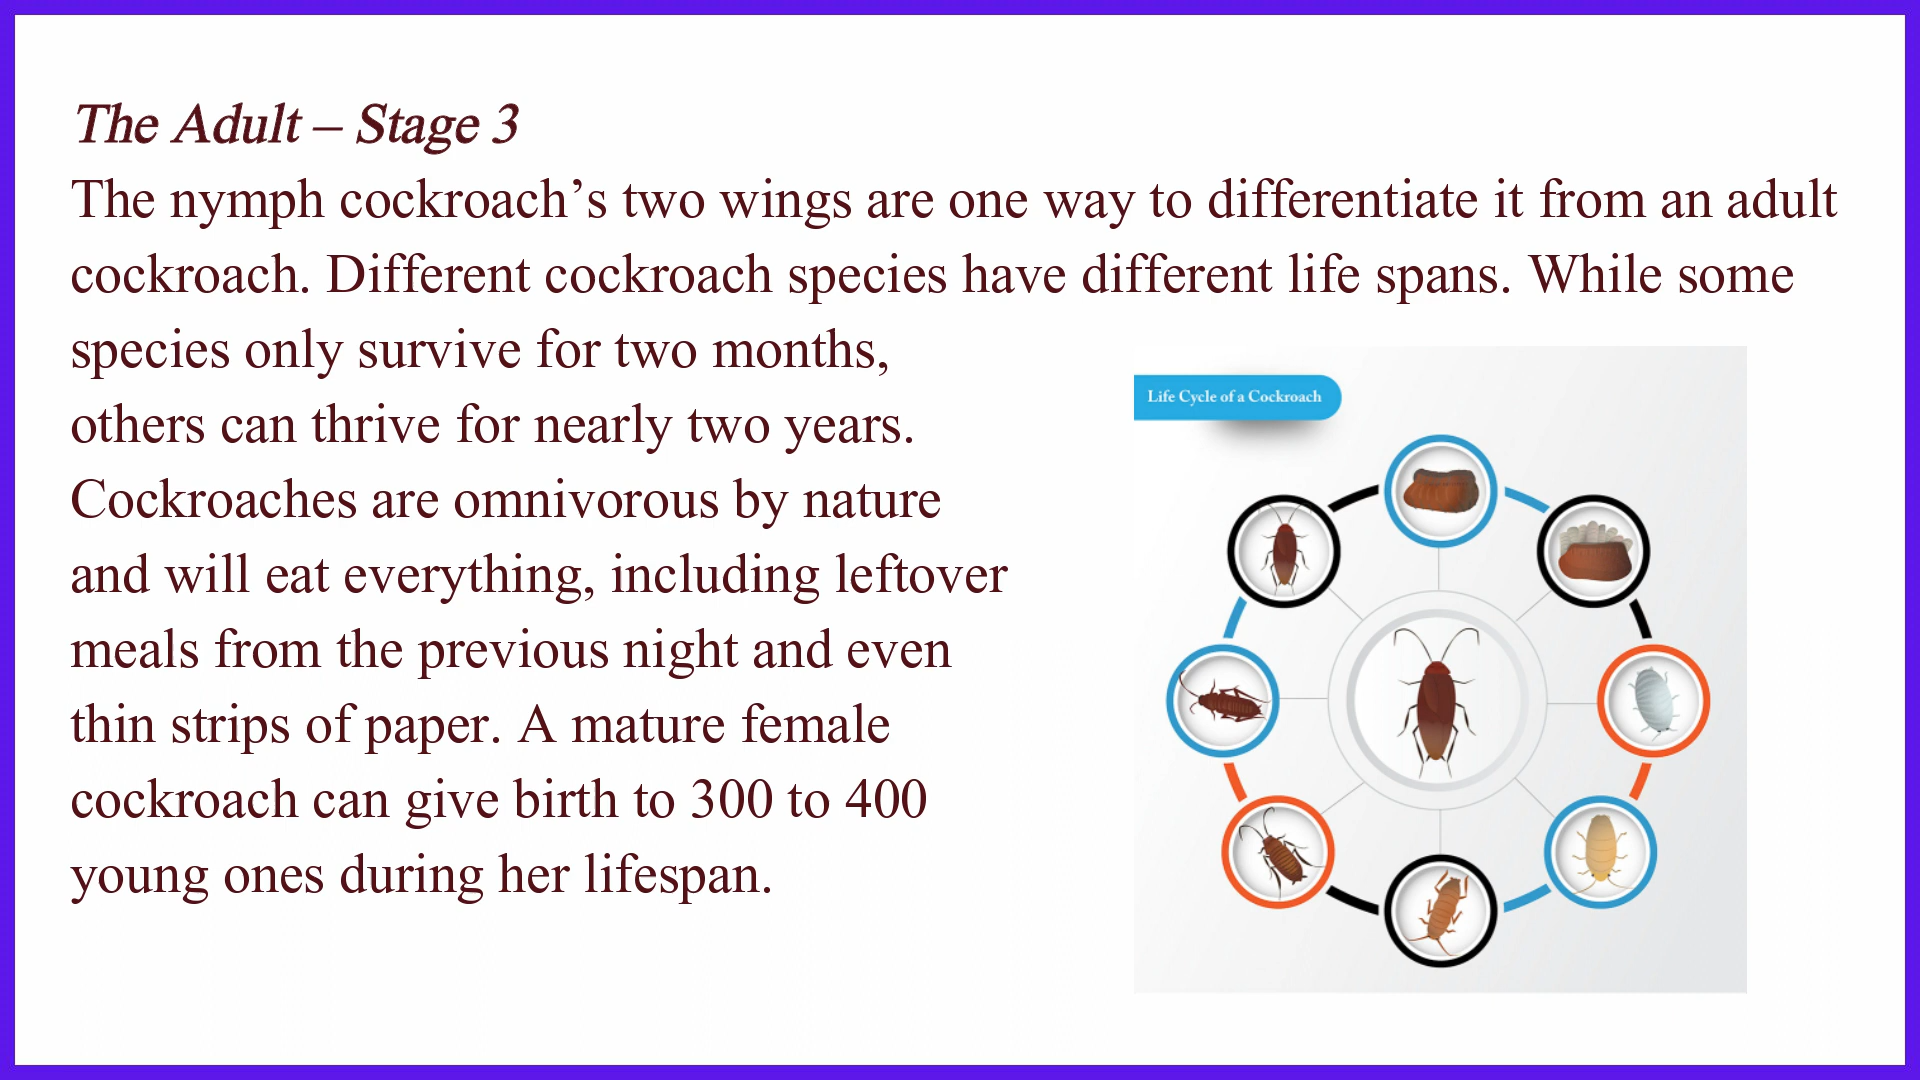 The Adult – Stage 3
The nymph cockroach’s two wings are one way to differentiate it from an adult
cockroach. Different cockroach species have different life spans. While some
species only survive for two months,
others can thrive for nearly two years.
Cockroaches are omnivorous by nature
and will eat everything, including leftover
meals from the previous night and even
thin strips of paper. A mature female
cockroach can give birth to 300 to 400
young ones during her lifespan.
Life Cycle of a Cockroach